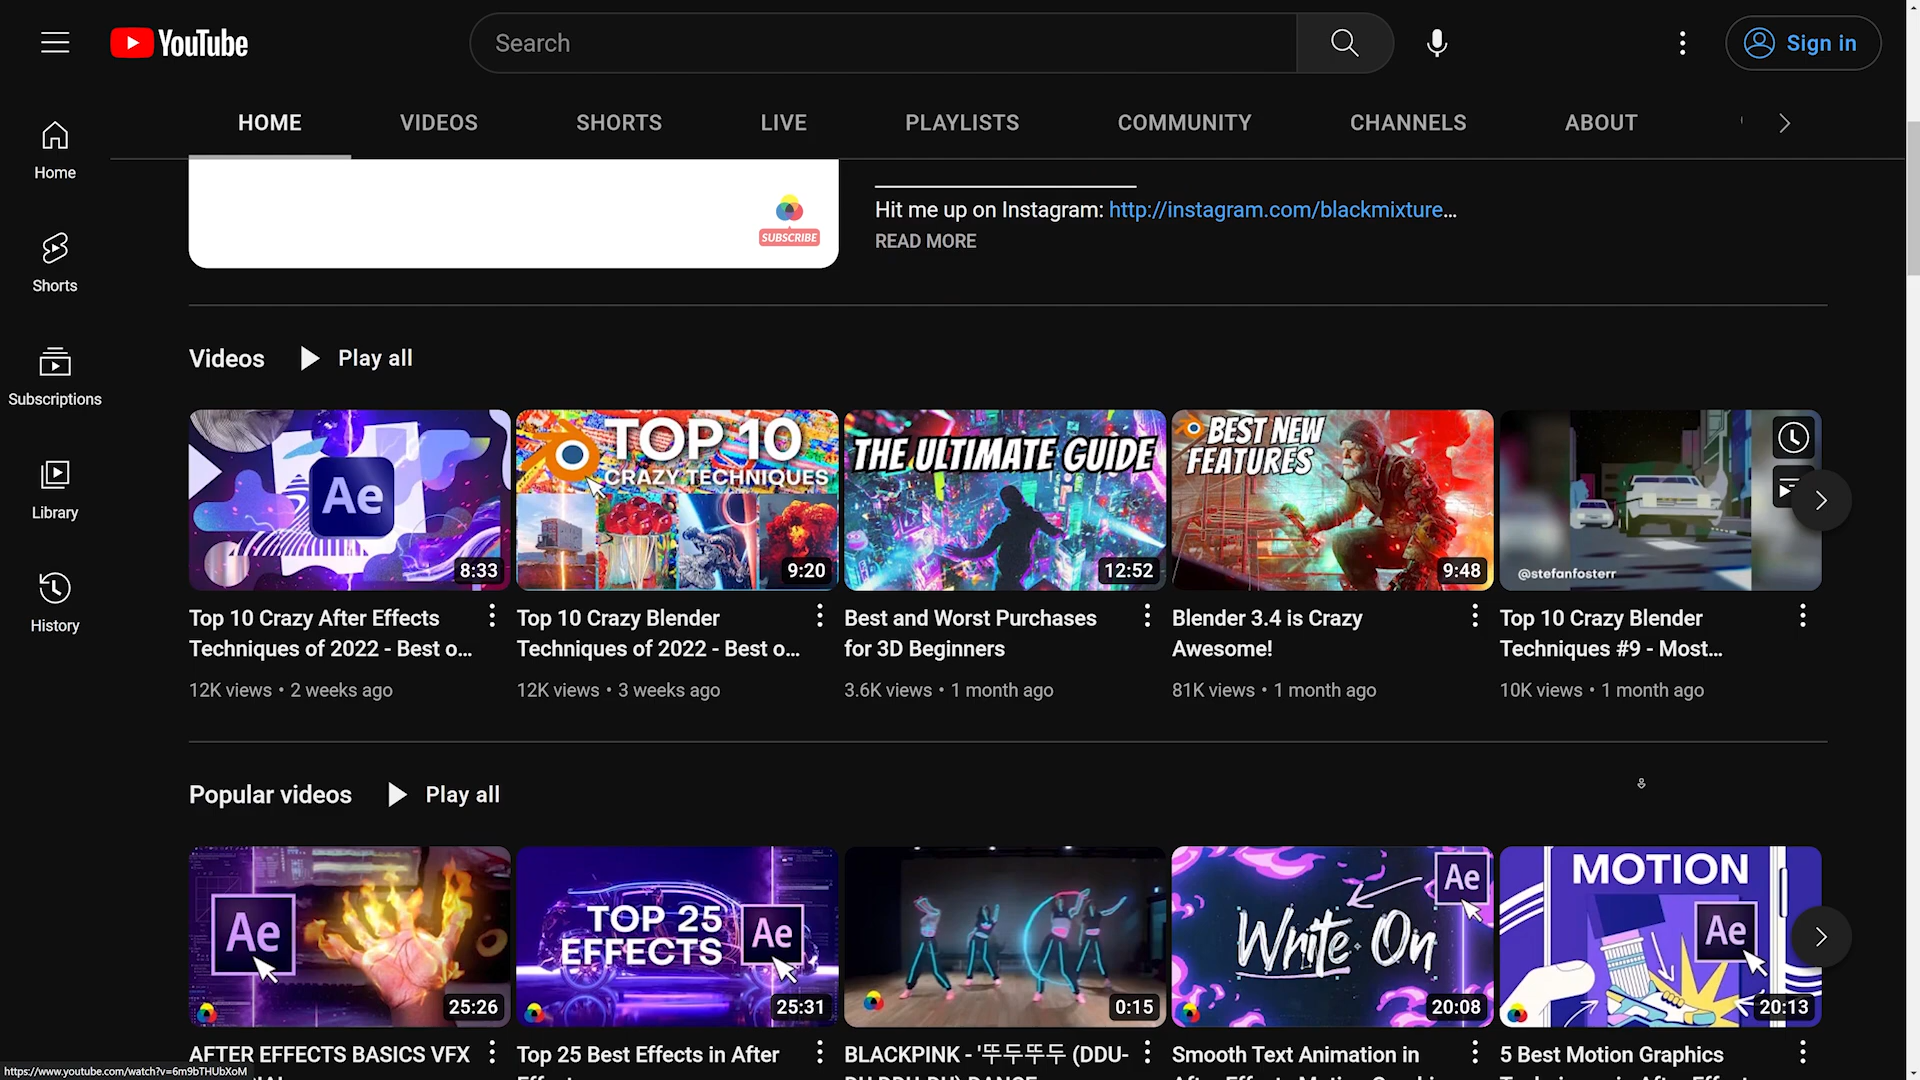 YouTube
Search
Sign in
HOME
VIDEOS
SHORTS
LIVE
PLAYLISTS
COMMUNITY
CHANNELS
ABOUT
Home
Shorts
Subscriptions
Library
History
SUBSCRIBE
Hit me up on Instagram: http://instagram.com/blackmixture...
READ MORE
Videos
Play all
Ae
8:33
TOP 10
CRAZY TECHNIQUES
9:20
THE ULTIMATE GUIDE
12:52
BEST NEW
FEATURES
9:48
@stefanfosterr
Top 10 Crazy After Effects
Techniques of 2022 - Best o...
12K views • 2 weeks ago
Top 10 Crazy Blender
Techniques of 2022 - Best o...
12K views • 3 weeks ago
Best and Worst Purchases
for 3D Beginners
3.6K views • 1 month ago
Blender 3.4 is Crazy
Awesome!
81K views • 1 month ago
Top 10 Crazy Blender
Techniques #9 - Most...
10K views • 1 month ago
Popular videos
Play all
Ae
25:26
TOP 25
EFFECTS
Ae
25:31
0:15
Write On
Ae
20:08
MOTION
Ae
20:13
AFTER EFFECTS BASICS VFX
Top 25 Best Effects in After
BLACKPINK - '뚜두뚜두 (DDU-
Smooth Text Animation in
5 Best Motion Graphics
https://www.youtube.com/watch?v=6m9bTHUbXoM